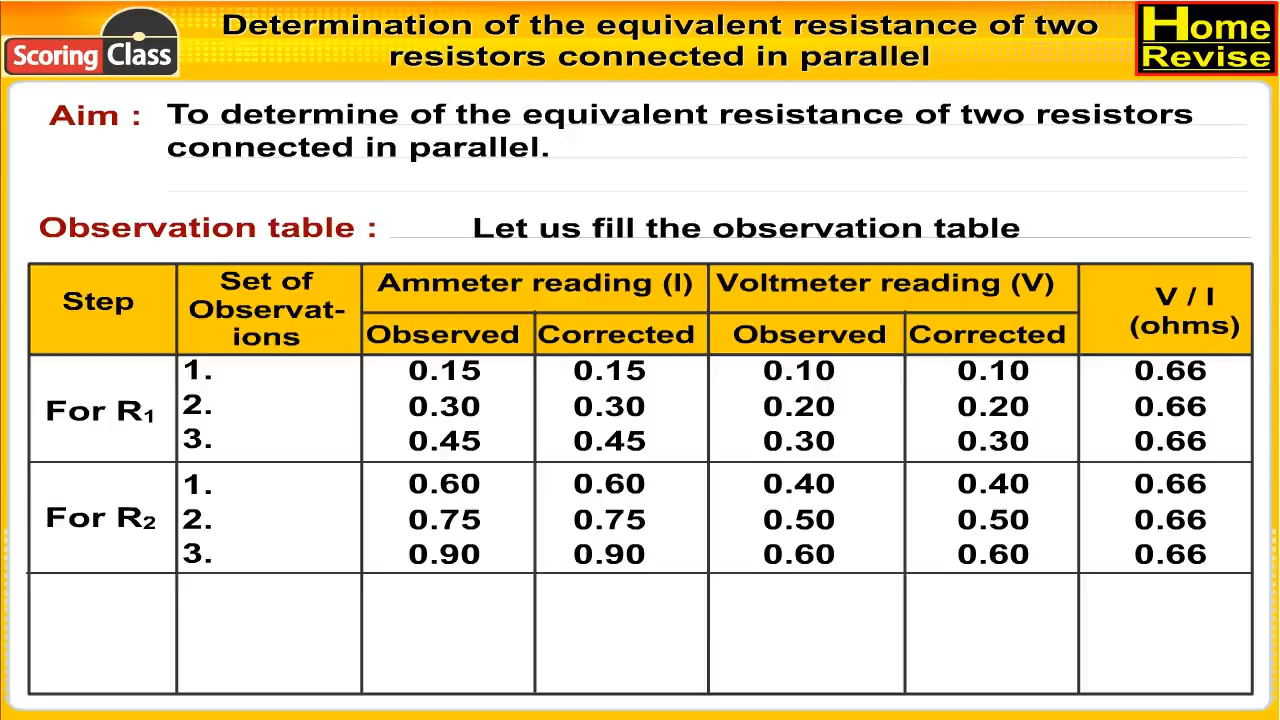 Scoring Class
Determination of the equivalent resistance of two
resistors connected in parallel
Home
Revise
Aim : To determine of the equivalent resistance of two resistors
connected in parallel.
Observation table : Let us fill the observation table
Step Set of Observat-ions Ammeter reading (I) Voltmeter reading (V) V / I (ohms)
Observed Corrected Observed Corrected
For R₁
1. 0.15 0.15 0.10 0.10 0.66
2. 0.30 0.30 0.20 0.20 0.66
3. 0.45 0.45 0.30 0.30 0.66
For R₂
1. 0.60 0.60 0.40 0.40 0.66
2. 0.75 0.75 0.50 0.50 0.66
3. 0.90 0.90 0.60 0.60 0.66